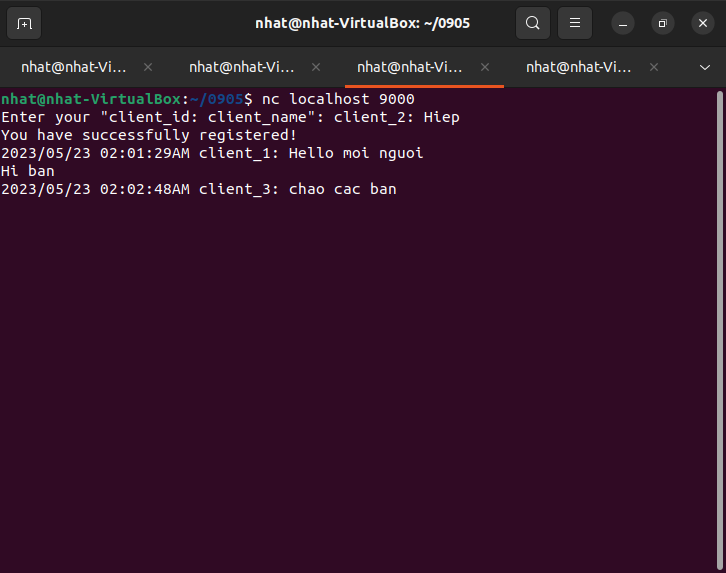 nhat@nhat-VirtualBox: ~/0905
nhat@nhat-Vi... nhat@nhat-Vi... nhat@nhat-Vi... nhat@nhat-Vi...
nhat@nhat-VirtualBox:~/0905$ nc localhost 9000
Enter your "client_id: client_name": client_2: Hiep
You have successfully registered!
2023/05/23 02:01:29AM client_1: Hello moi nguoi
Hi ban
2023/05/23 02:02:48AM client_3: chao cac ban